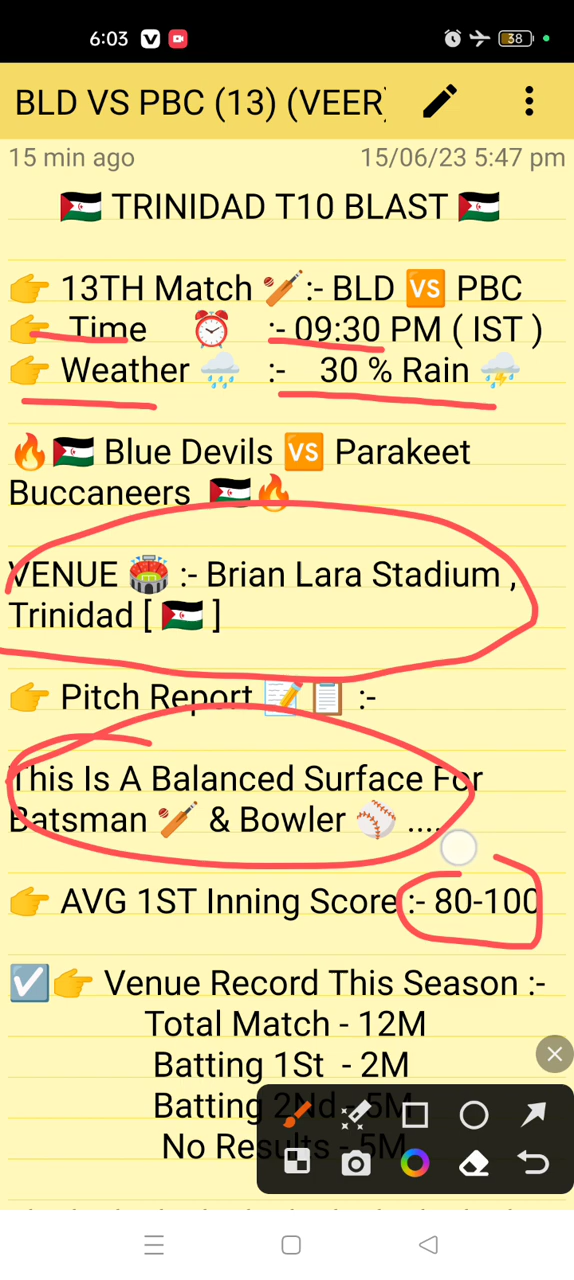 6:03
38
BLD VS PBC (13) (VEER)
15 min ago 15/06/23 5:47 pm
🇪🇭 TRINIDAD T10 BLAST 🇪🇭
👉 13TH Match 🏏:- BLD 🆚 PBC
👉 Time ⏰ :- 09:30 PM ( IST )
👉 Weather 🌧️ :- 30 % Rain ⛈️
🔥🇪🇭 Blue Devils 🆚 Parakeet
Buccaneers 🇪🇭🔥
VENUE 🏟️ :- Brian Lara Stadium ,
Trinidad [ 🇪🇭 ]
👉 Pitch Report 📝📋 :-
This Is A Balanced Surface For
Batsman 🏏 & Bowler ⚾ ....
👉 AVG 1ST Inning Score :- 80-100
☑️👉 Venue Record This Season :-
Total Match - 12M
Batting 1St - 2M
Batting 2Nd - 5M
No Results - 5M